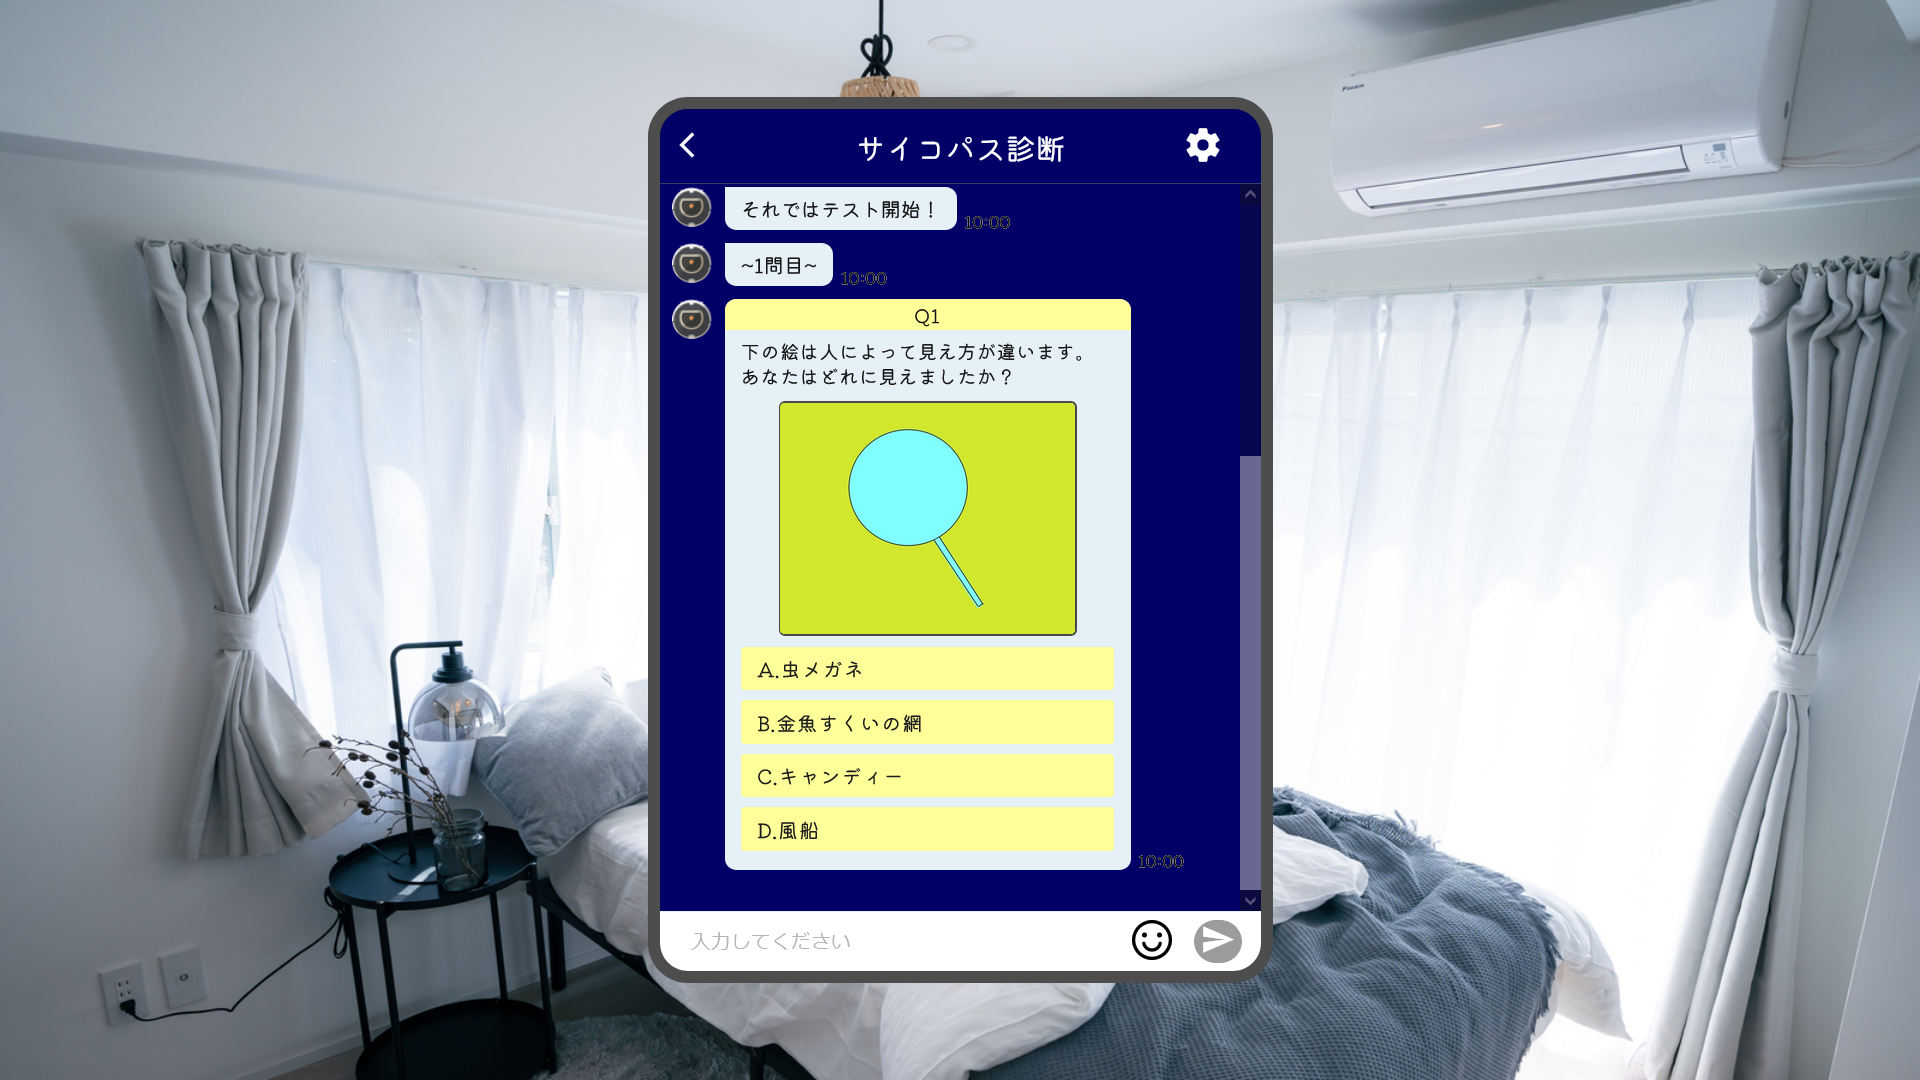 サイコパス診断
それではテスト開始！
10:00
~1問目~
10:00
Q1
下の絵は人によって見え方が違います。
あなたはどれに見えましたか？
A.虫メガネ
B.金魚すくいの網
C.キャンディー
D.風船
10:00
入力してください
DAIKIN